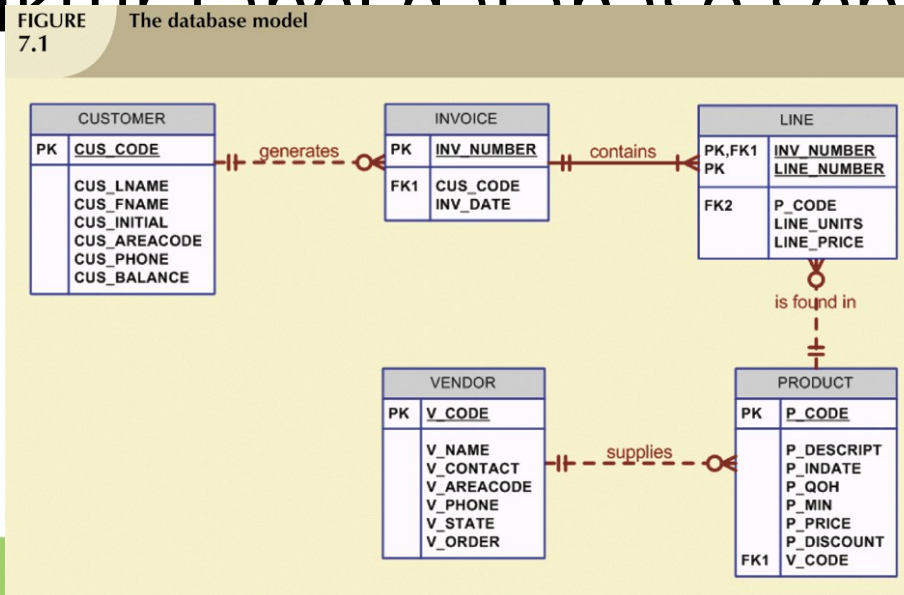 FIGURE
7.1
The database model
CUSTOMER
PK CUS_CODE
CUS_LNAME
CUS_FNAME
CUS_INITIAL
CUS_AREACODE
CUS_PHONE
CUS_BALANCE
generates
INVOICE
PK INV_NUMBER
FK1 CUS_CODE
INV_DATE
contains
LINE
PK,FK1 INV_NUMBER
PK LINE_NUMBER
FK2 P_CODE
LINE_UNITS
LINE_PRICE
is found in
VENDOR
PK V_CODE
V_NAME
V_CONTACT
V_AREACODE
V_PHONE
V_STATE
V_ORDER
supplies
PRODUCT
PK P_CODE
P_DESCRIPT
P_INDATE
P_QOH
P_MIN
P_PRICE
P_DISCOUNT
FK1 V_CODE